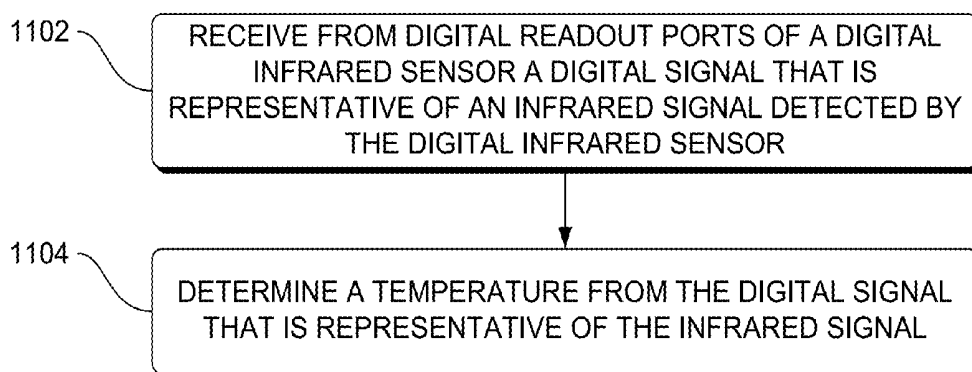 1102
RECEIVE FROM DIGITAL READOUT PORTS OF A DIGITAL
INFRARED SENSOR A DIGITAL SIGNAL THAT IS
REPRESENTATIVE OF AN INFRARED SIGNAL DETECTED BY
THE DIGITAL INFRARED SENSOR
1104
DETERMINE A TEMPERATURE FROM THE DIGITAL SIGNAL
THAT IS REPRESENTATIVE OF THE INFRARED SIGNAL